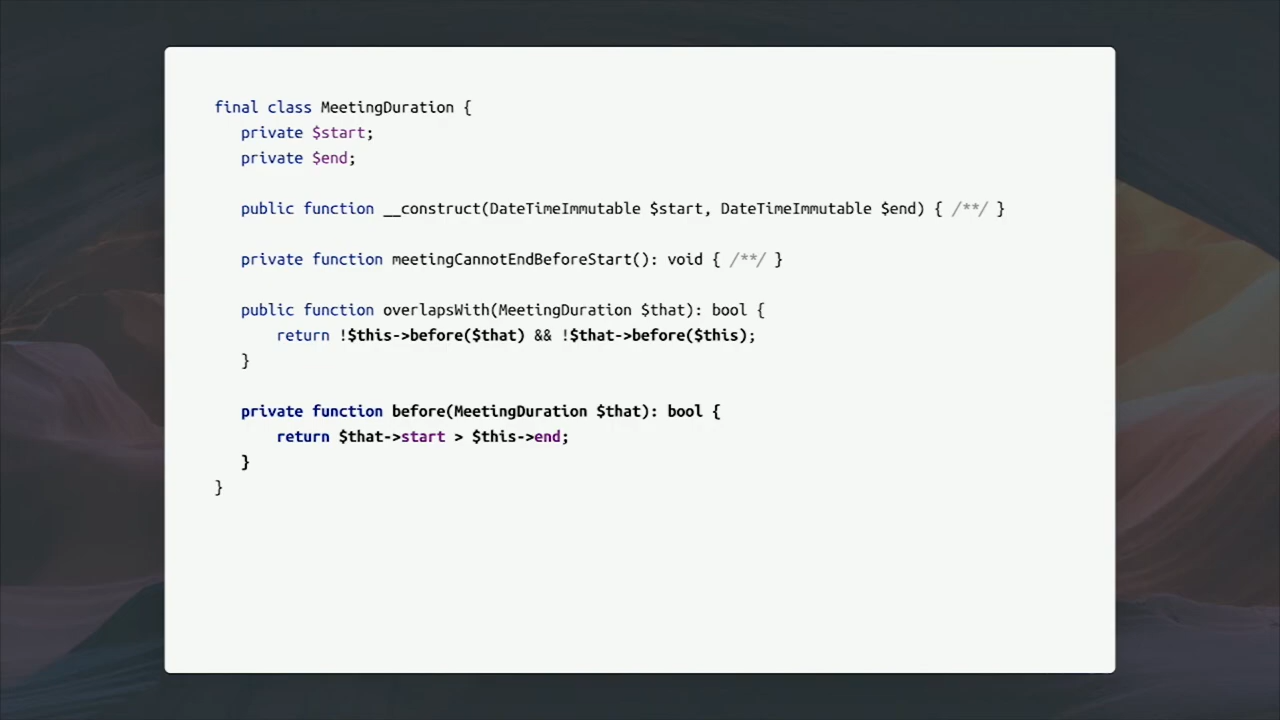 final class MeetingDuration {
private $start;
private $end;
public function __construct(DateTimeImmutable $start, DateTimeImmutable $end) { /**/ }
private function meetingCannotEndBeforeStart(): void { /**/ }
public function overlapsWith(MeetingDuration $that): bool {
return !$this->before($that) && !$that->before($this);
}
private function before(MeetingDuration $that): bool {
return $that->start > $this->end;
}
}